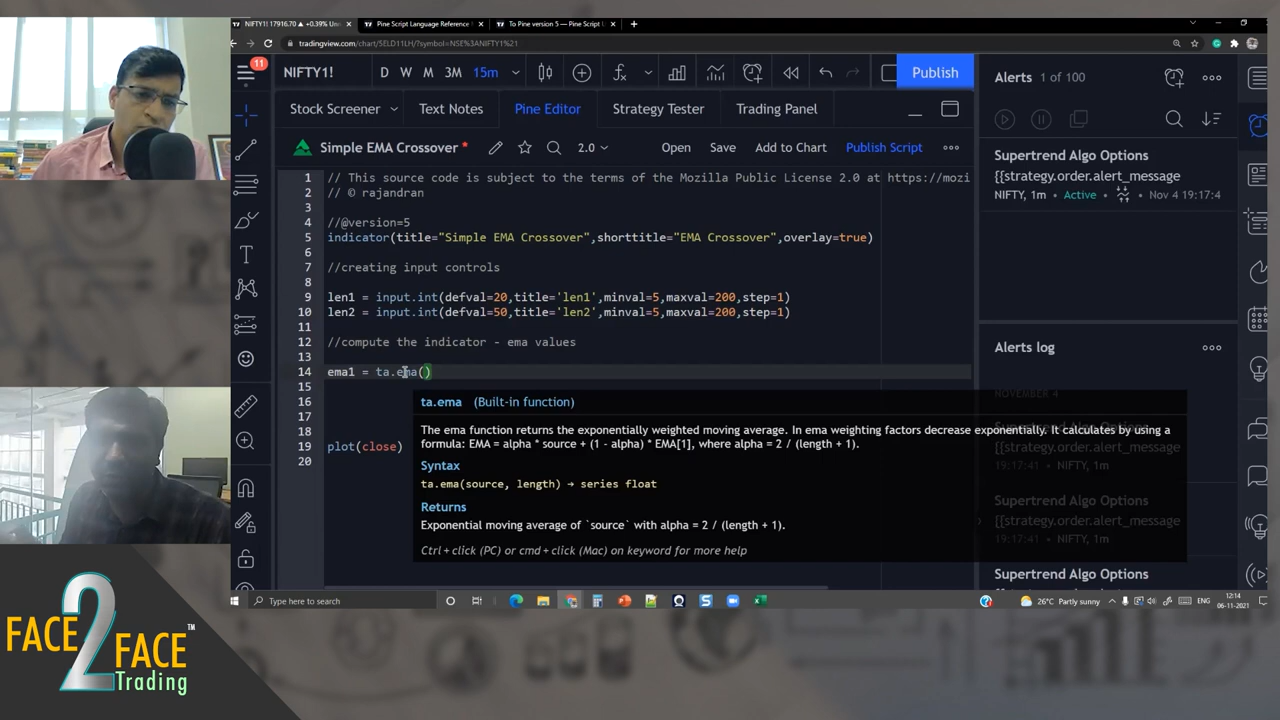 NIFTY1! 17916.70 ▲ +0.39% Un
Pine Script Language Reference
To Pine version 5 — Pine Script
tradingview.com/chart/SELD11LH/?symbol=NSE%3ANIFTY1%21
11
NIFTY1!
D W M 3M 15m
Publish
Alerts 1 of 100
Stock Screener
Text Notes
Pine Editor
Strategy Tester
Trading Panel
Simple EMA Crossover *
2.0
Open
Save
Add to Chart
Publish Script
Supertrend Algo Options
{{strategy.order.alert_message
NIFTY, 1m • Active
Nov 4 19:17:4
1 // This source code is subject to the terms of the Mozilla Public License 2.0 at https://mozi
2 // © rajandran
3
4 //@version=5
5 indicator(title="Simple EMA Crossover",shorttitle="EMA Crossover",overlay=true)
6
7 //creating input controls
8
9 len1 = input.int(defval=20,title='len1',minval=5,maxval=200,step=1)
10 len2 = input.int(defval=50,title='len2',minval=5,maxval=200,step=1)
11
12 //compute the indicator - ema values
13
14 ema1 = ta.ema()
15
16
17
18
19 plot(close)
20
ta.ema (Built-in function)
The ema function returns the exponentially weighted moving average. In ema weighting factors decrease exponentially. It calculates by using a
formula: EMA = alpha * source + (1 - alpha) * EMA[1], where alpha = 2 / (length + 1).
Syntax
ta.ema(source, length) → series float
Returns
Exponential moving average of `source` with alpha = 2 / (length + 1).
Ctrl + click (PC) or cmd + click (Mac) on keyword for more help
Alerts log
NOVEMBER 4
{{strategy.order.alert_message
19:17:41 • NIFTY, 1m
Supertrend Algo Options
{{strategy.order.alert_message
19:17:41 • NIFTY, 1m
Supertrend Algo Options
Type here to search
26°C Partly sunny
ENG
12:14
06-11-2021
FACE
2
FACE
™
Trading